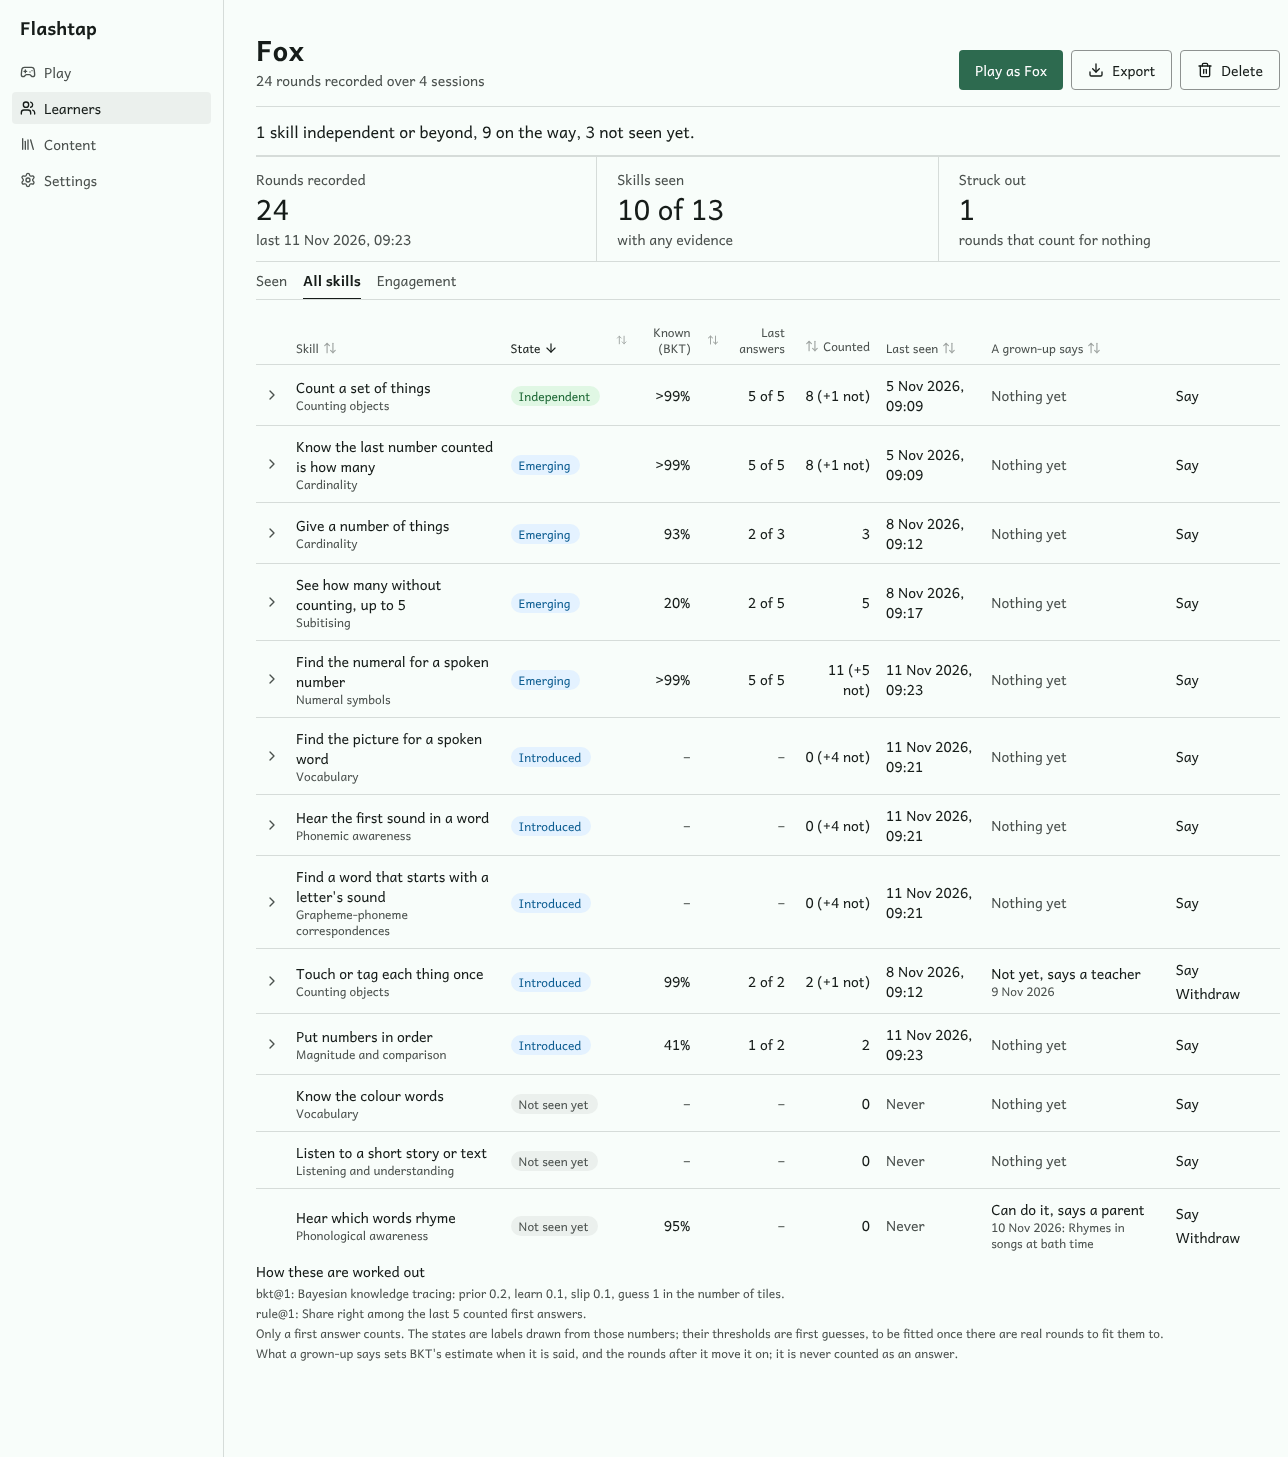 Flashtap
Play
Learners
Content
Settings
Fox
24 rounds recorded over 4 sessions
Play as Fox
Export
Delete
1 skill independent or beyond, 9 on the way, 3 not seen yet.
Rounds recorded
24
last 11 Nov 2026, 09:23
Skills seen
10 of 13
with any evidence
Struck out
1
rounds that count for nothing
Seen All skills Engagement
Skill State Known (BKT) Last answers Counted Last seen A grown-up says
Count a set of things
Counting objects
Independent >99% 5 of 5 8 (+1 not) 5 Nov 2026, 09:09 Nothing yet Say
Know the last number counted
is how many
Cardinality
Emerging >99% 5 of 5 8 (+1 not) 5 Nov 2026, 09:09 Nothing yet Say
Give a number of things
Cardinality
Emerging 93% 2 of 3 3 8 Nov 2026, 09:12 Nothing yet Say
See how many without
counting, up to 5
Subitising
Emerging 20% 2 of 5 5 8 Nov 2026, 09:17 Nothing yet Say
Find the numeral for a spoken
number
Numeral symbols
Emerging >99% 5 of 5 11 (+5 not) 11 Nov 2026, 09:23 Nothing yet Say
Find the picture for a spoken
word
Vocabulary
Introduced – – 0 (+4 not) 11 Nov 2026, 09:21 Nothing yet Say
Hear the first sound in a word
Phonemic awareness
Introduced – – 0 (+4 not) 11 Nov 2026, 09:21 Nothing yet Say
Find a word that starts with a
letter's sound
Grapheme-phoneme
correspondences
Introduced – – 0 (+4 not) 11 Nov 2026, 09:21 Nothing yet Say
Touch or tag each thing once
Counting objects
Introduced 99% 2 of 2 2 (+1 not) 8 Nov 2026, 09:12 Not yet, says a teacher
9 Nov 2026
Say
Withdraw
Put numbers in order
Magnitude and comparison
Introduced 41% 1 of 2 2 11 Nov 2026, 09:23 Nothing yet Say
Know the colour words
Vocabulary
Not seen yet – – 0 Never Nothing yet Say
Listen to a short story or text
Listening and understanding
Not seen yet – – 0 Never Nothing yet Say
Hear which words rhyme
Phonological awareness
Not seen yet 95% – 0 Never Can do it, says a parent
10 Nov 2026: Rhymes in
songs at bath time
Say
Withdraw
How these are worked out
bkt@1: Bayesian knowledge tracing: prior 0.2, learn 0.1, slip 0.1, guess 1 in the number of tiles.
rule@1: Share right among the last 5 counted first answers.
Only a first answer counts. The states are labels drawn from those numbers; their thresholds are first guesses, to be fitted once there are real rounds to fit them to.
What a grown-up says sets BKT's estimate when it is said, and the rounds after it move it on; it is never counted as an answer.